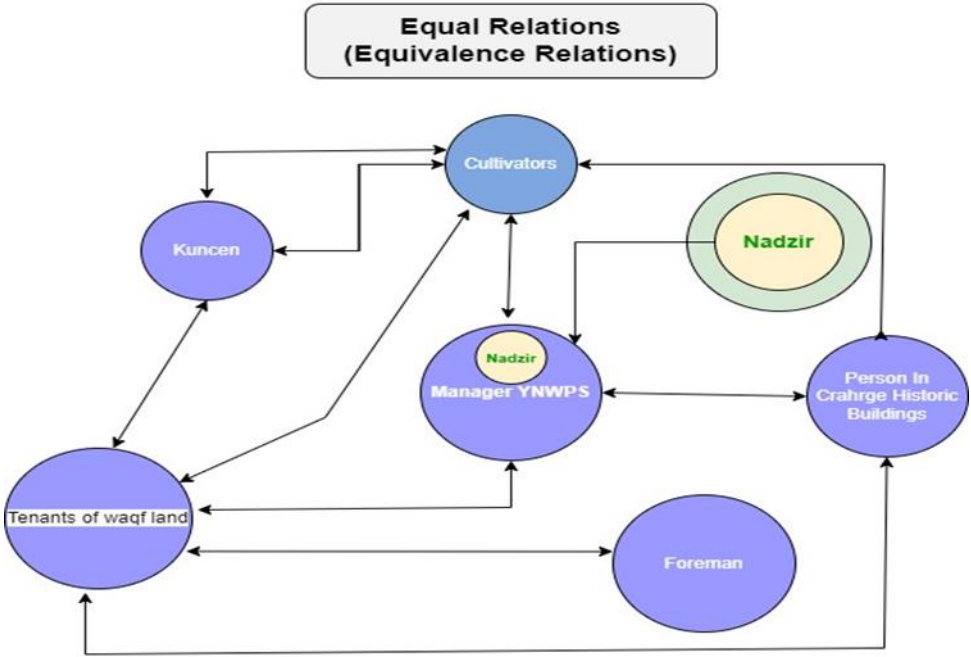 Equal Relations
(Equivalence Relations)
Cultivators
Kuncen
Nadzir
Nadzir
Manager YNWPS
Person In
Crahrge Historic
Buildings
Tenants of waqf land
Foreman